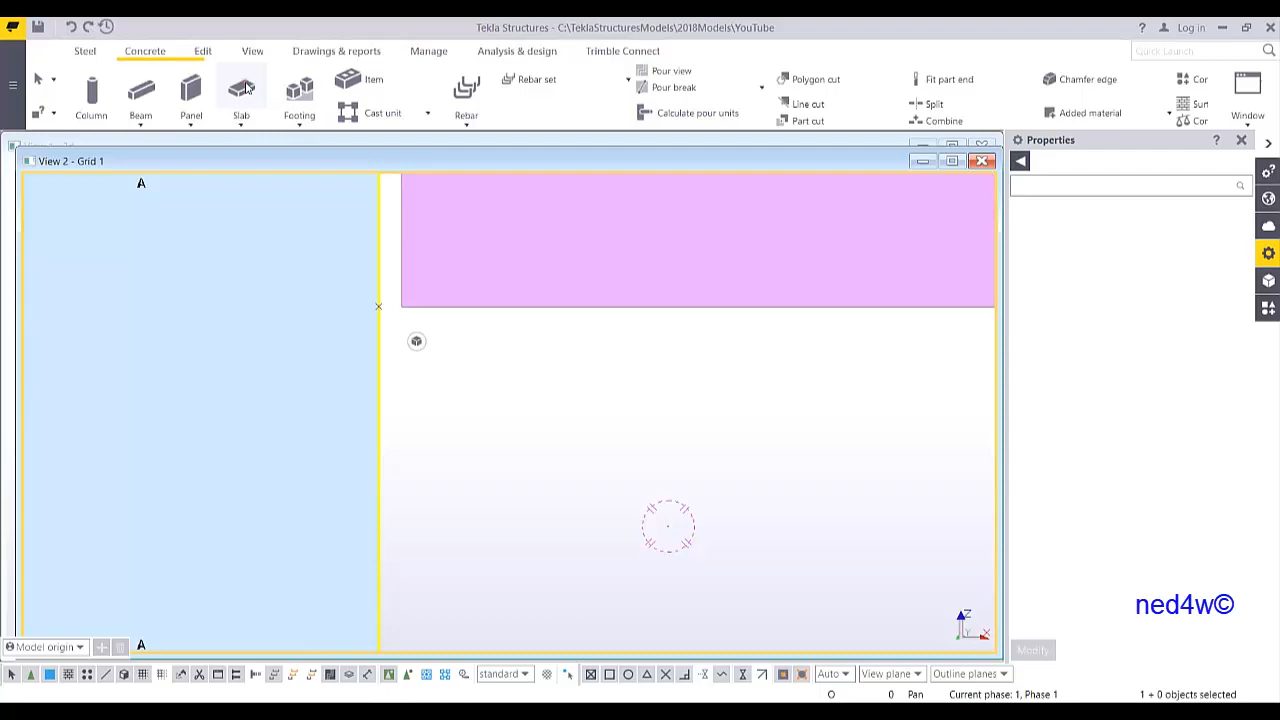 Tekla Structures - C:\TeklaStructuresModels\2018Models\YouTube
? Log in
Steel Concrete Edit View Drawings & reports Manage Analysis & design Trimble Connect Quick Launch
Column Beam Panel Slab Footing Item Cast unit Rebar Rebar set
Pour view
Pour break
Calculate pour units
Polygon cut
Line cut
Part cut
Fit part end
Split
Combine
Chamfer edge
Added material
Cor
Surt
Cor
Window
View 2 - Grid 1
Properties ?
A
A
Model origin
ned4w©
Modify
Z
X
Y
standard Auto View plane Outline planes
O 0 Pan Current phase: 1, Phase 1 1 + 0 objects selected